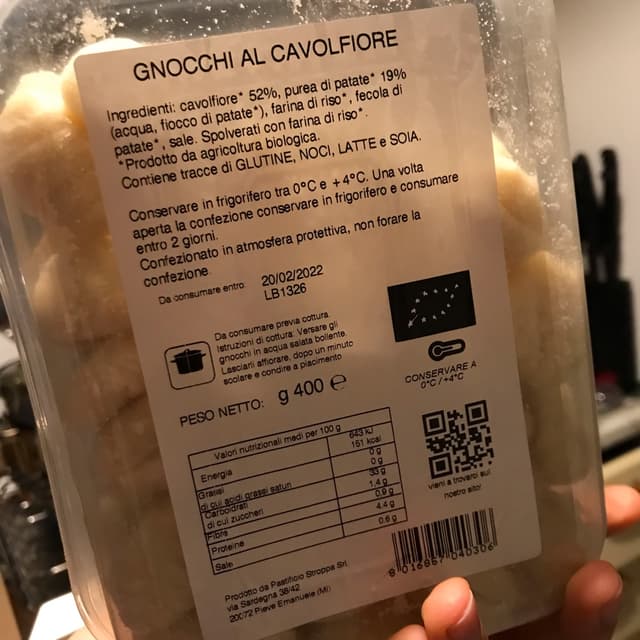 GNOCCHI AL CAVOLFIORE
Ingredienti: cavolfiore* 52%, purea di patate* 19%
(acqua, fiocco di patate*), farina di riso*, fecola di
patate*, sale. Spolverati con farina di riso*.
*Prodotto da agricoltura biologica.
Contiene tracce di GLUTINE, NOCI, LATTE e SOIA.
Conservare in frigorifero tra 0°C e +4°C. Una volta
aperta la confezione conservare in frigorifero e consumare
entro 2 giorni.
Confezionato in atmosfera protettiva, non forare la
confezione.
Da consumare entro 20/02/2022
LB1326
Da consumare previa cottura.
Istruzioni di cottura. Versare gli
gnocchi in acqua salata bollente.
Lasciarli affiorare, dopo un minuto
scolare e condire a piacimento
CONSERVARE A
0°C / +4°C
PESO NETTO: g 400 e
Valori nutrizionali medi per 100 g
Energia 643 kJ
151 kcal
Grassi 0 g
di cui acidi grassi saturi 0 g
Carboidrati 33 g
di cui zuccheri 1.4 g
Fibre 0.9 g
Proteine 4.4 g
Sale 0.6 g
vieni a trovarci sul
nostro sito!
Prodotto da Pastificio Stroppa Srl
via Sardegna 38/42
20072 Pieve Emanuele (MI)
8 016867 040306